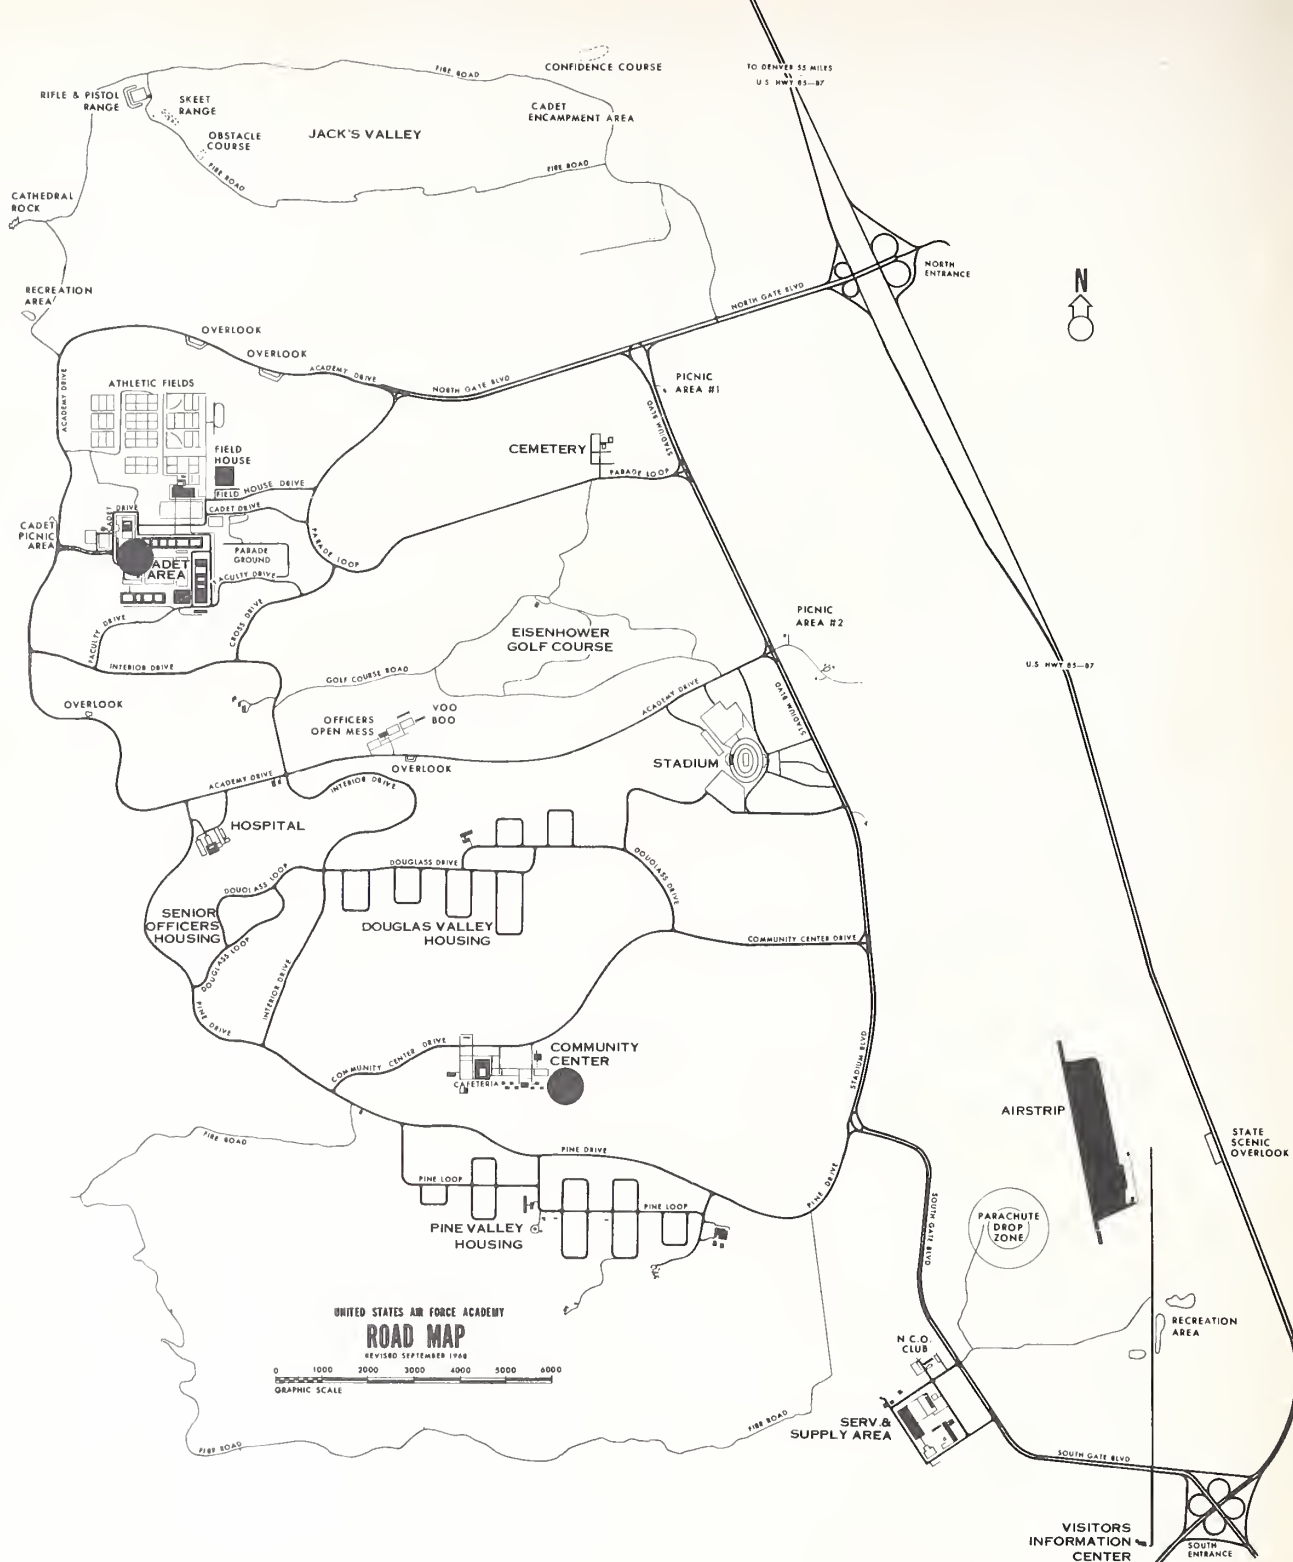 TO DENVER 55 MILES
U S HWY 85—87
CONFIDENCE COURSE
FIRE ROAD
RIFLE & PISTOL
RANGE
SKEET
RANGE
CADET
ENCAMPMENT AREA
OBSTACLE
COURSE
JACK'S VALLEY
FIRE ROAD
FIRE ROAD
CATHEDRAL
ROCK
NORTH
ENTRANCE
N
RECREATION
AREA
NORTH GATE BLVD
OVERLOOK
OVERLOOK
ACADEMY DRIVE
NORTH GATE BLVD
PICNIC
AREA #1
ACADEMY DRIVE
ATHLETIC FIELDS
STADIUM BLVD
FIELD
HOUSE
CEMETERY
PARADE LOOP
FIELD HOUSE DRIVE
CADET DRIVE
CADET
DRIVE
CADET
PICNIC
AREA
PARADE LOOP
PARADE
GROUND
ADET
AREA
ACULTY DRIVE
FACULTY DRIVE
CROSS DRIVE
INTERIOR DRIVE
EISENHOWER
GOLF COURSE
PICNIC
AREA #2
U.S HWY 85—87
GOLF COURSE ROAD
ACADEMY DRIVE
STADIUM BLVD
OVERLOOK
VOQ
BOQ
OFFICERS
OPEN MESS
OVERLOOK
STADIUM
ACADEMY DRIVE
INTERIOR DRIVE
HOSPITAL
DOUGLASS DRIVE
DOUGLASS DRIVE
DOUGLASS LOOP
SENIOR
OFFICERS
HOUSING
DOUGLAS VALLEY
HOUSING
COMMUNITY CENTER DRIVE
DOUGLASS LOOP
INTERIOR DRIVE
PINE DRIVE
COMMUNITY CENTER DRIVE
COMMUNITY
CENTER
CAFETERIA
STADIUM BLVD
AIRSTRIP
STATE
SCENIC
OVERLOOK
FIRE ROAD
PINE DRIVE
PINE LOOP
PINE LOOP
PINE DRIVE
SOUTH GATE BLVD
PINE VALLEY
HOUSING
PARACHUTE
DROP
ZONE
UNITED STATES AIR FORCE ACADEMY
ROAD MAP
REVISED SEPTEMBER 1968
0 1000 2000 3000 4000 5000 6000
GRAPHIC SCALE
RECREATION
AREA
N C.O.
CLUB
SERV. &
SUPPLY AREA
FIRE ROAD
FIRE ROAD
SOUTH GATE BLVD
VISITORS
INFORMATION
CENTER
SOUTH
ENTRANCE